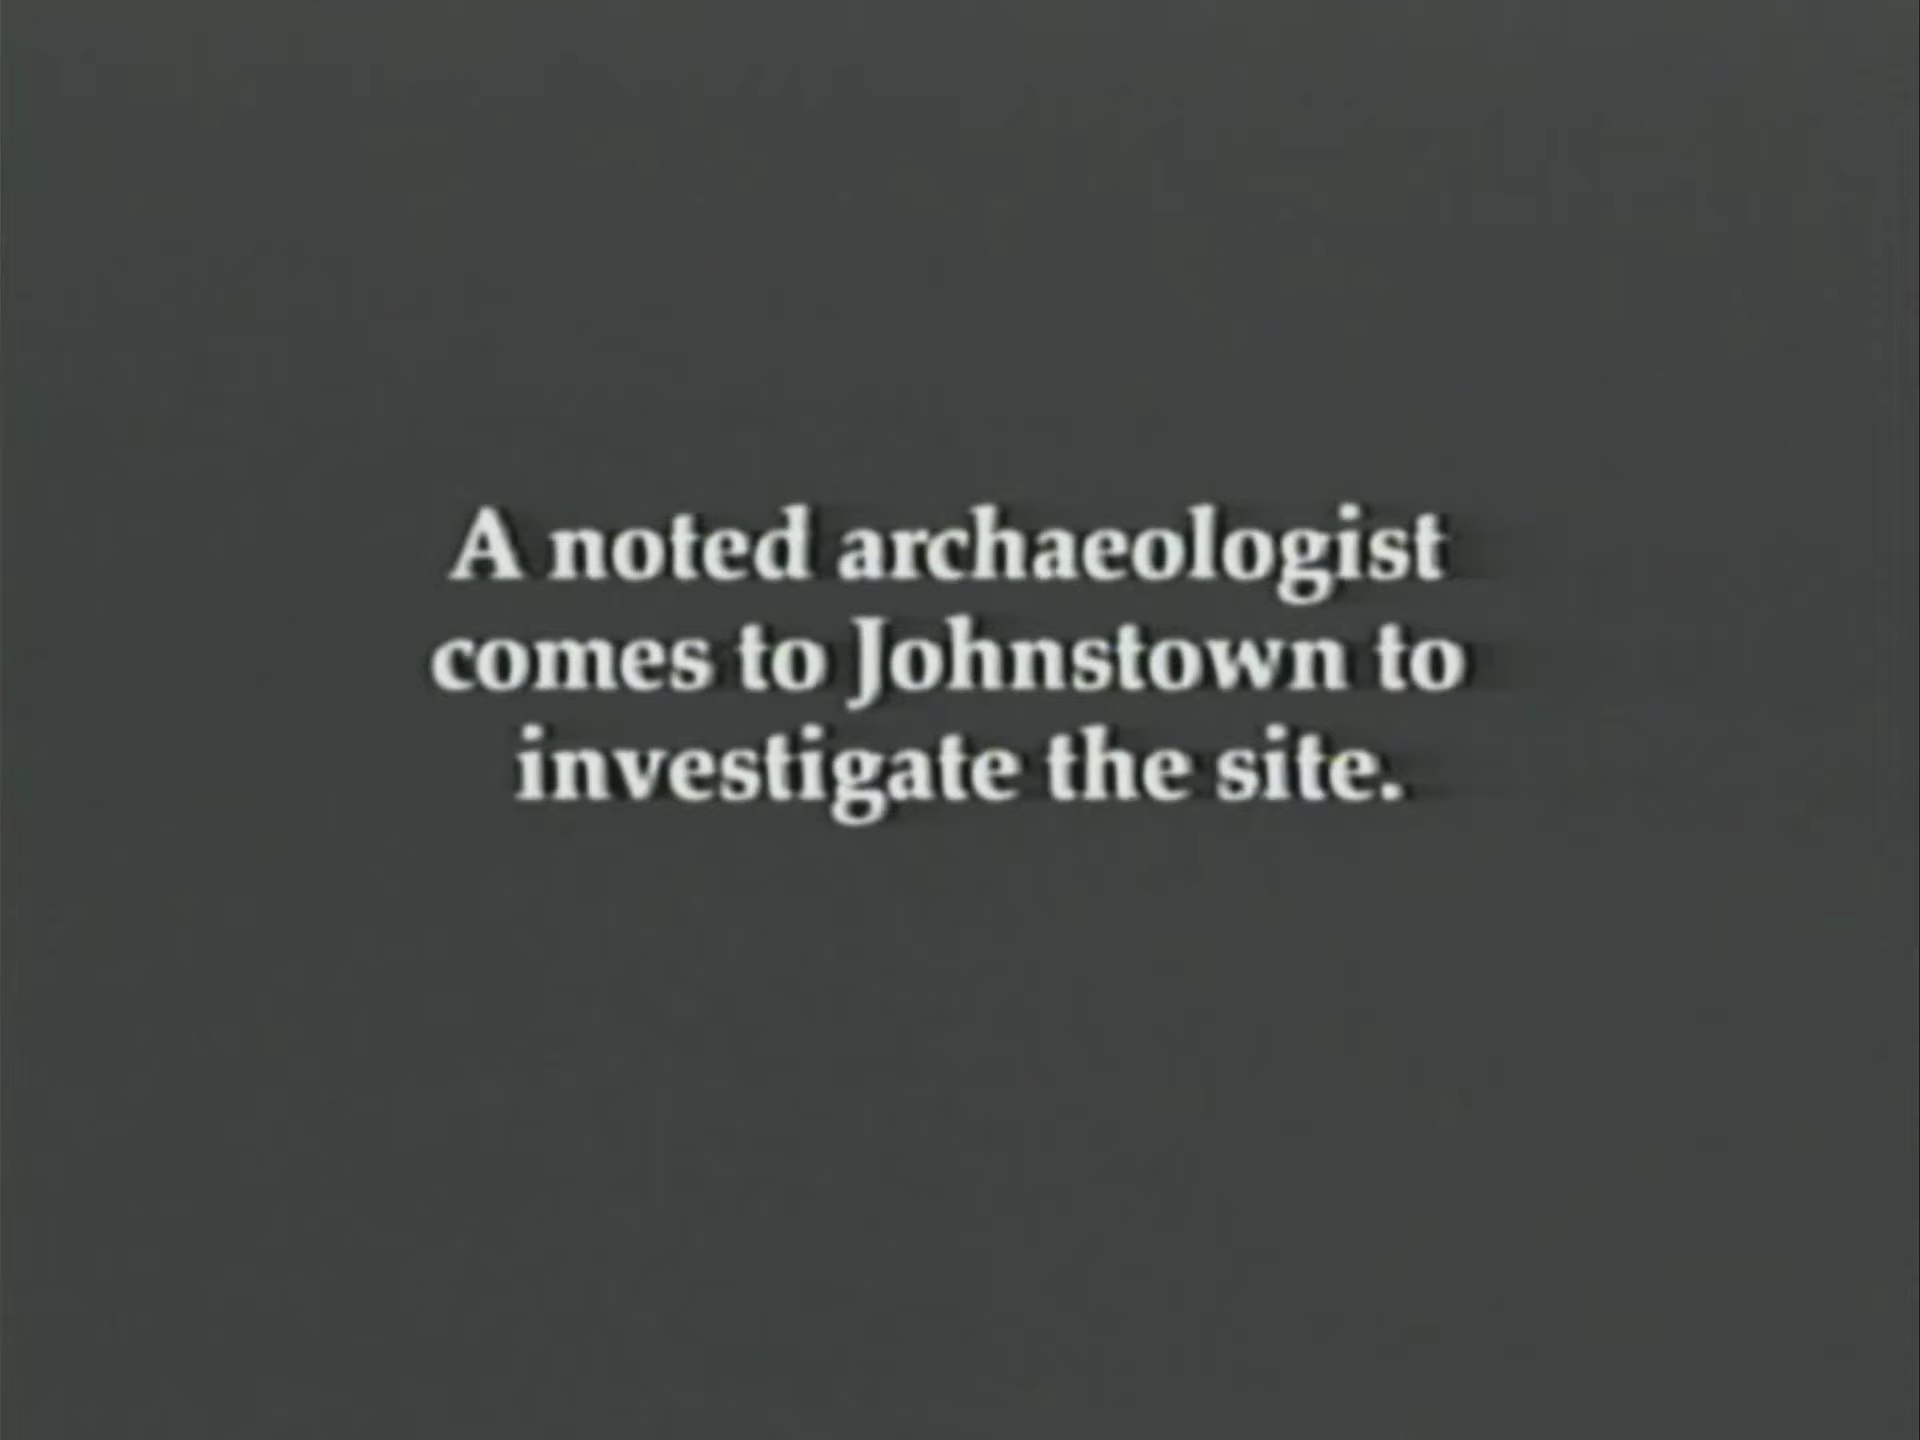 A noted archaeologist
comes to Johnstown to
investigate the site.